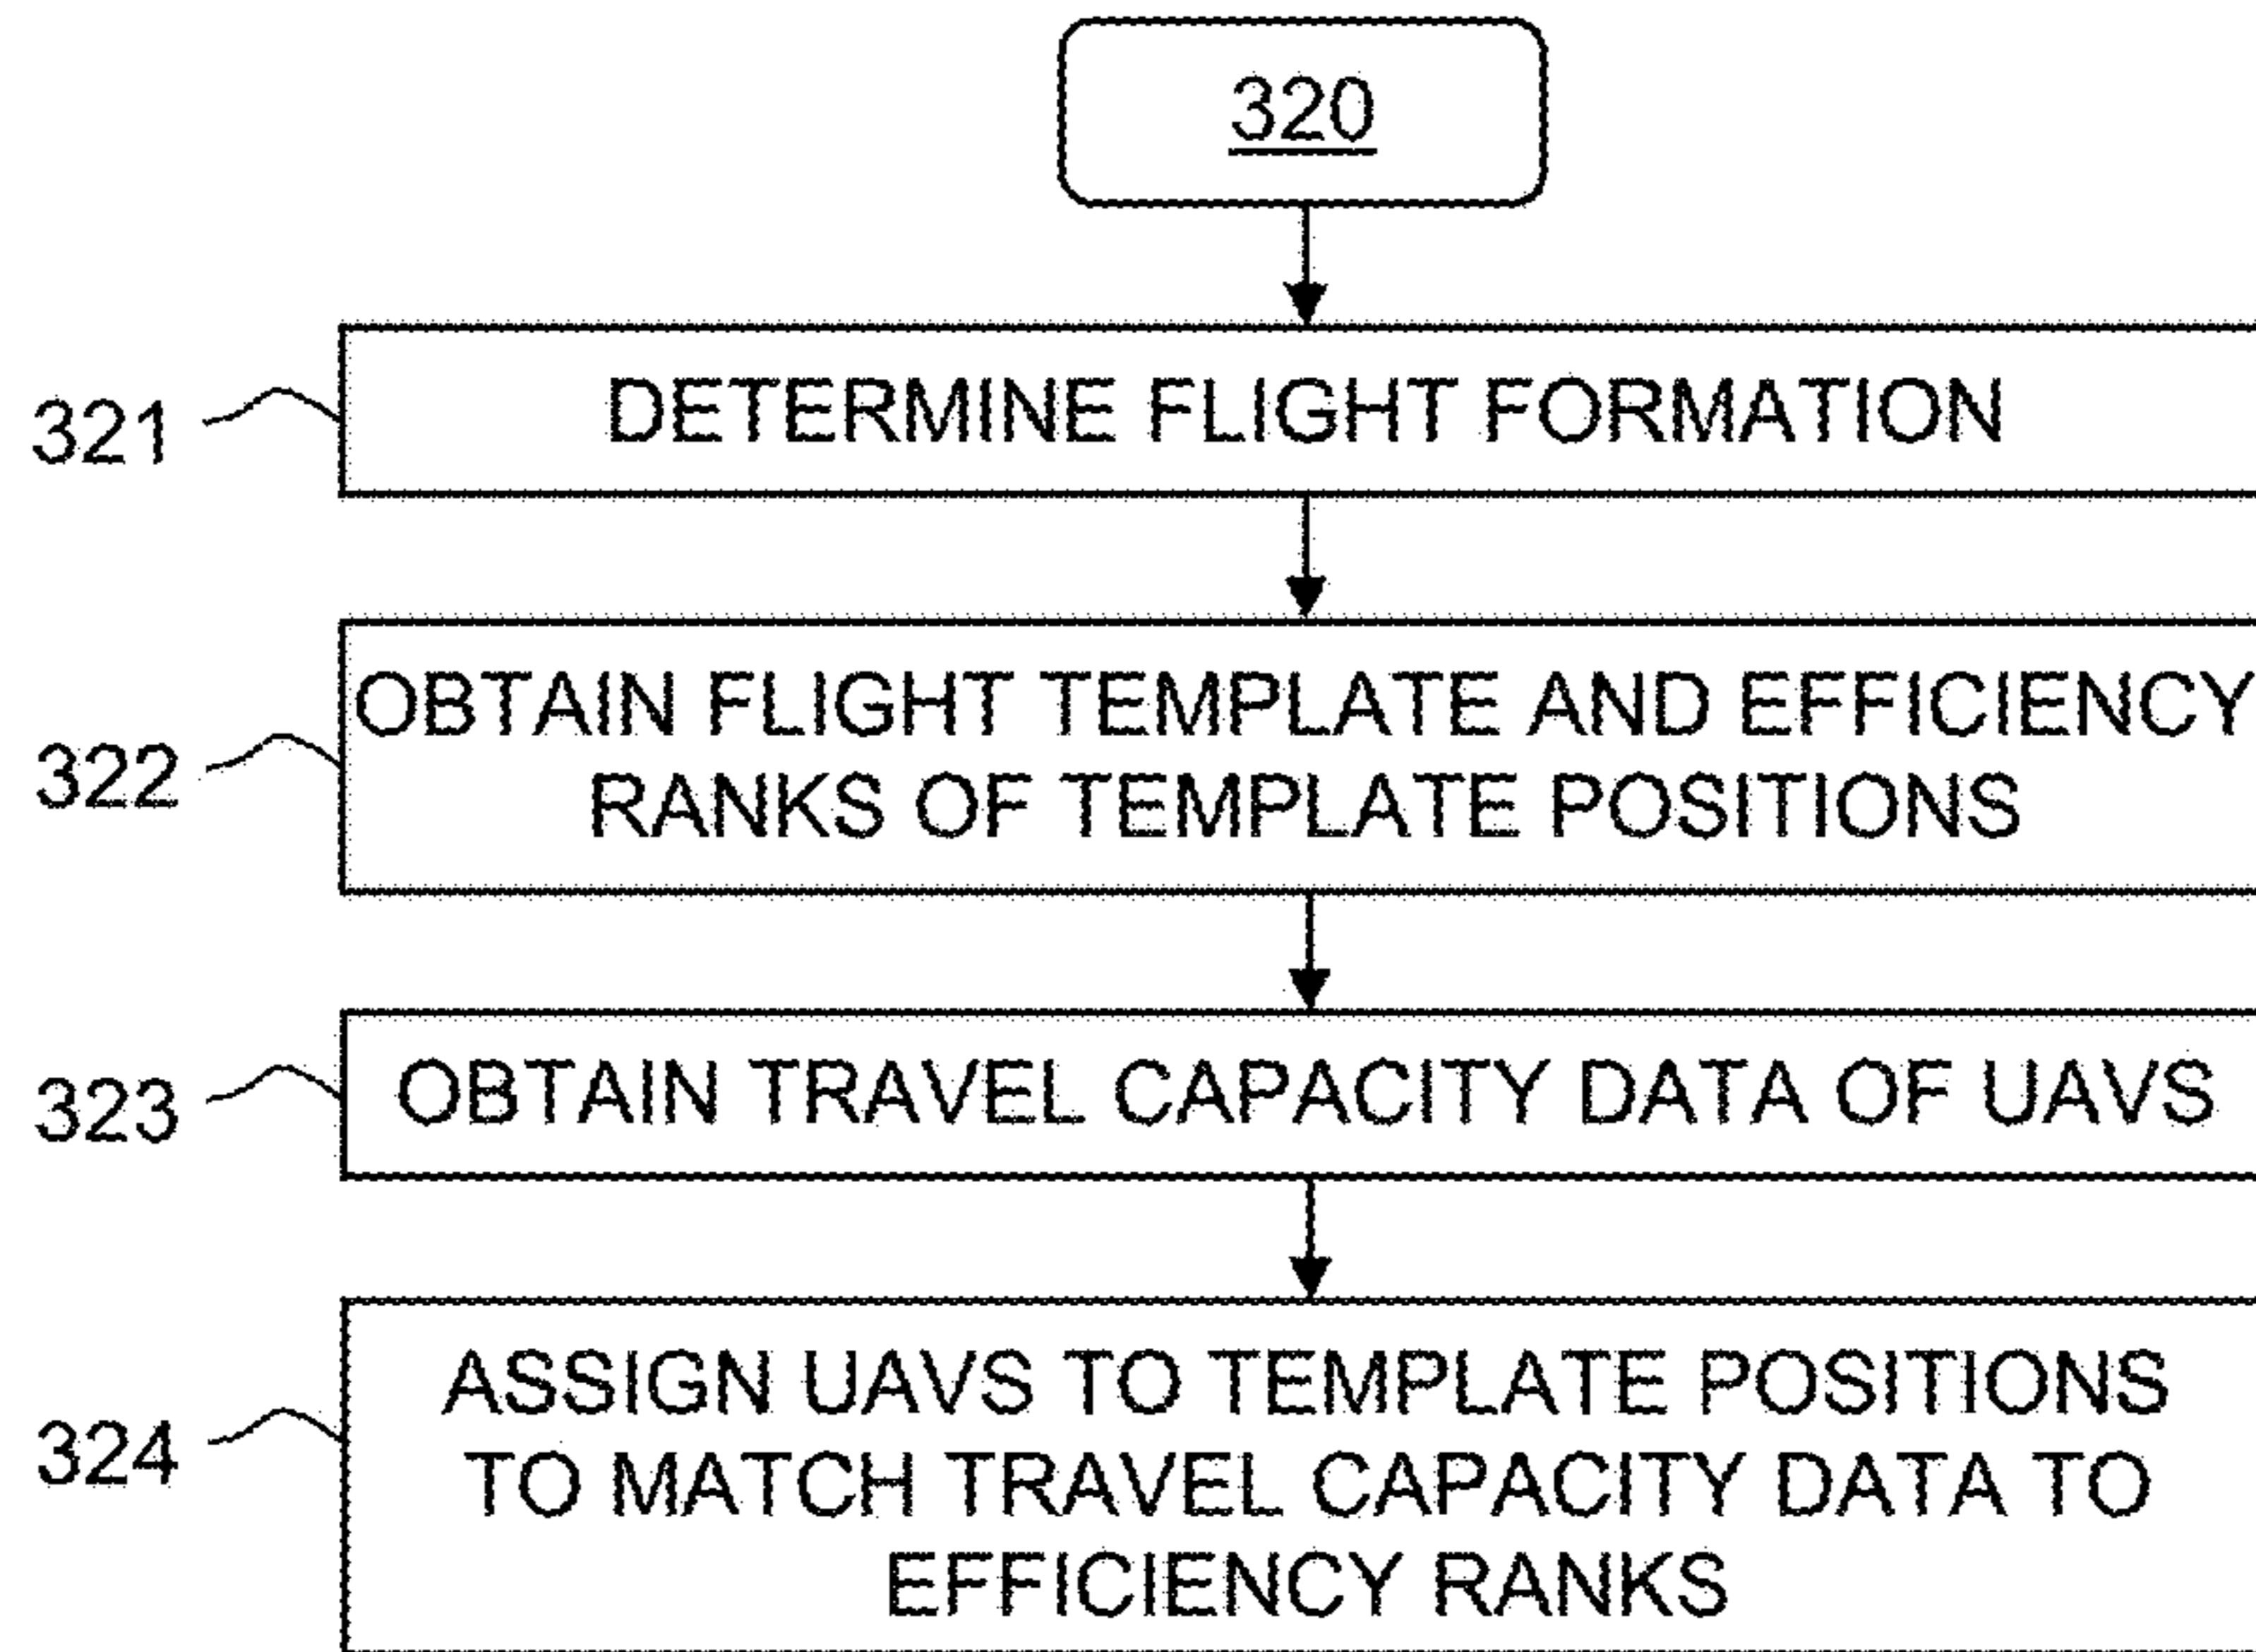 320
321
DETERMINE FLIGHT FORMATION
322
OBTAIN FLIGHT TEMPLATE AND EFFICIENCY
RANKS OF TEMPLATE POSITIONS
323
OBTAIN TRAVEL CAPACITY DATA OF UAVS
324
ASSIGN UAVS TO TEMPLATE POSITIONS
TO MATCH TRAVEL CAPACITY DATA TO
EFFICIENCY RANKS